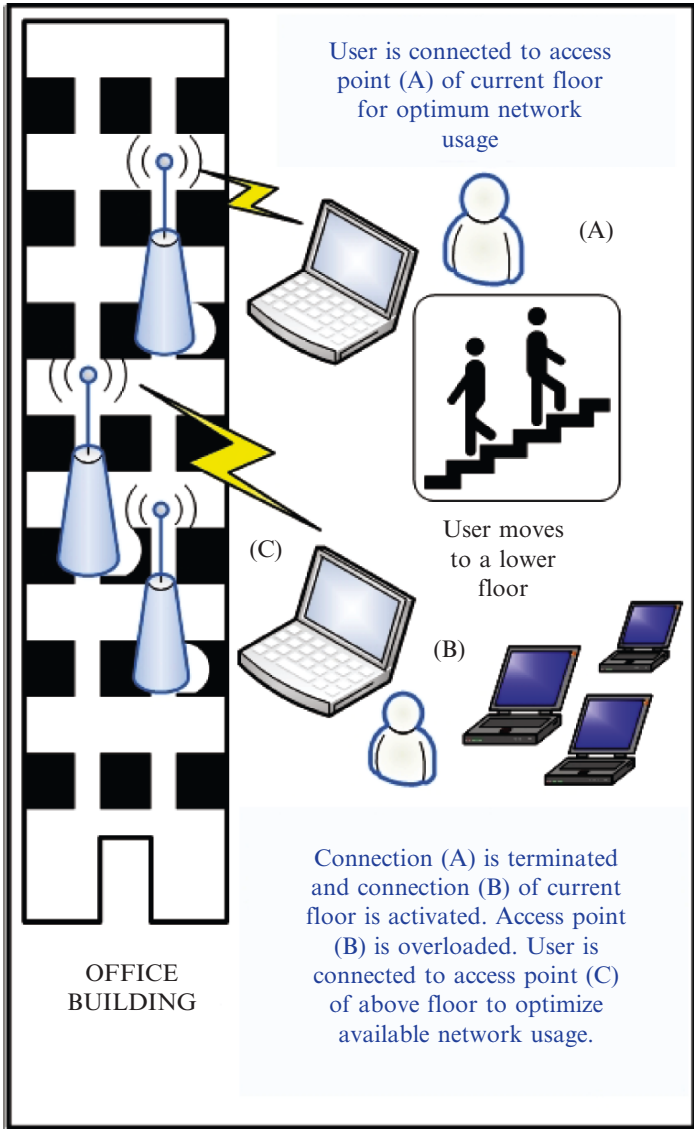 User is connected to access
point (A) of current floor
for optimum network
usage
(A)
User moves
to a lower
floor
(C)
(B)
Connection (A) is terminated
and connection (B) of current
floor is activated. Access point
(B) is overloaded. User is
connected to access point (C)
of above floor to optimize
available network usage.
OFFICE
BUILDING